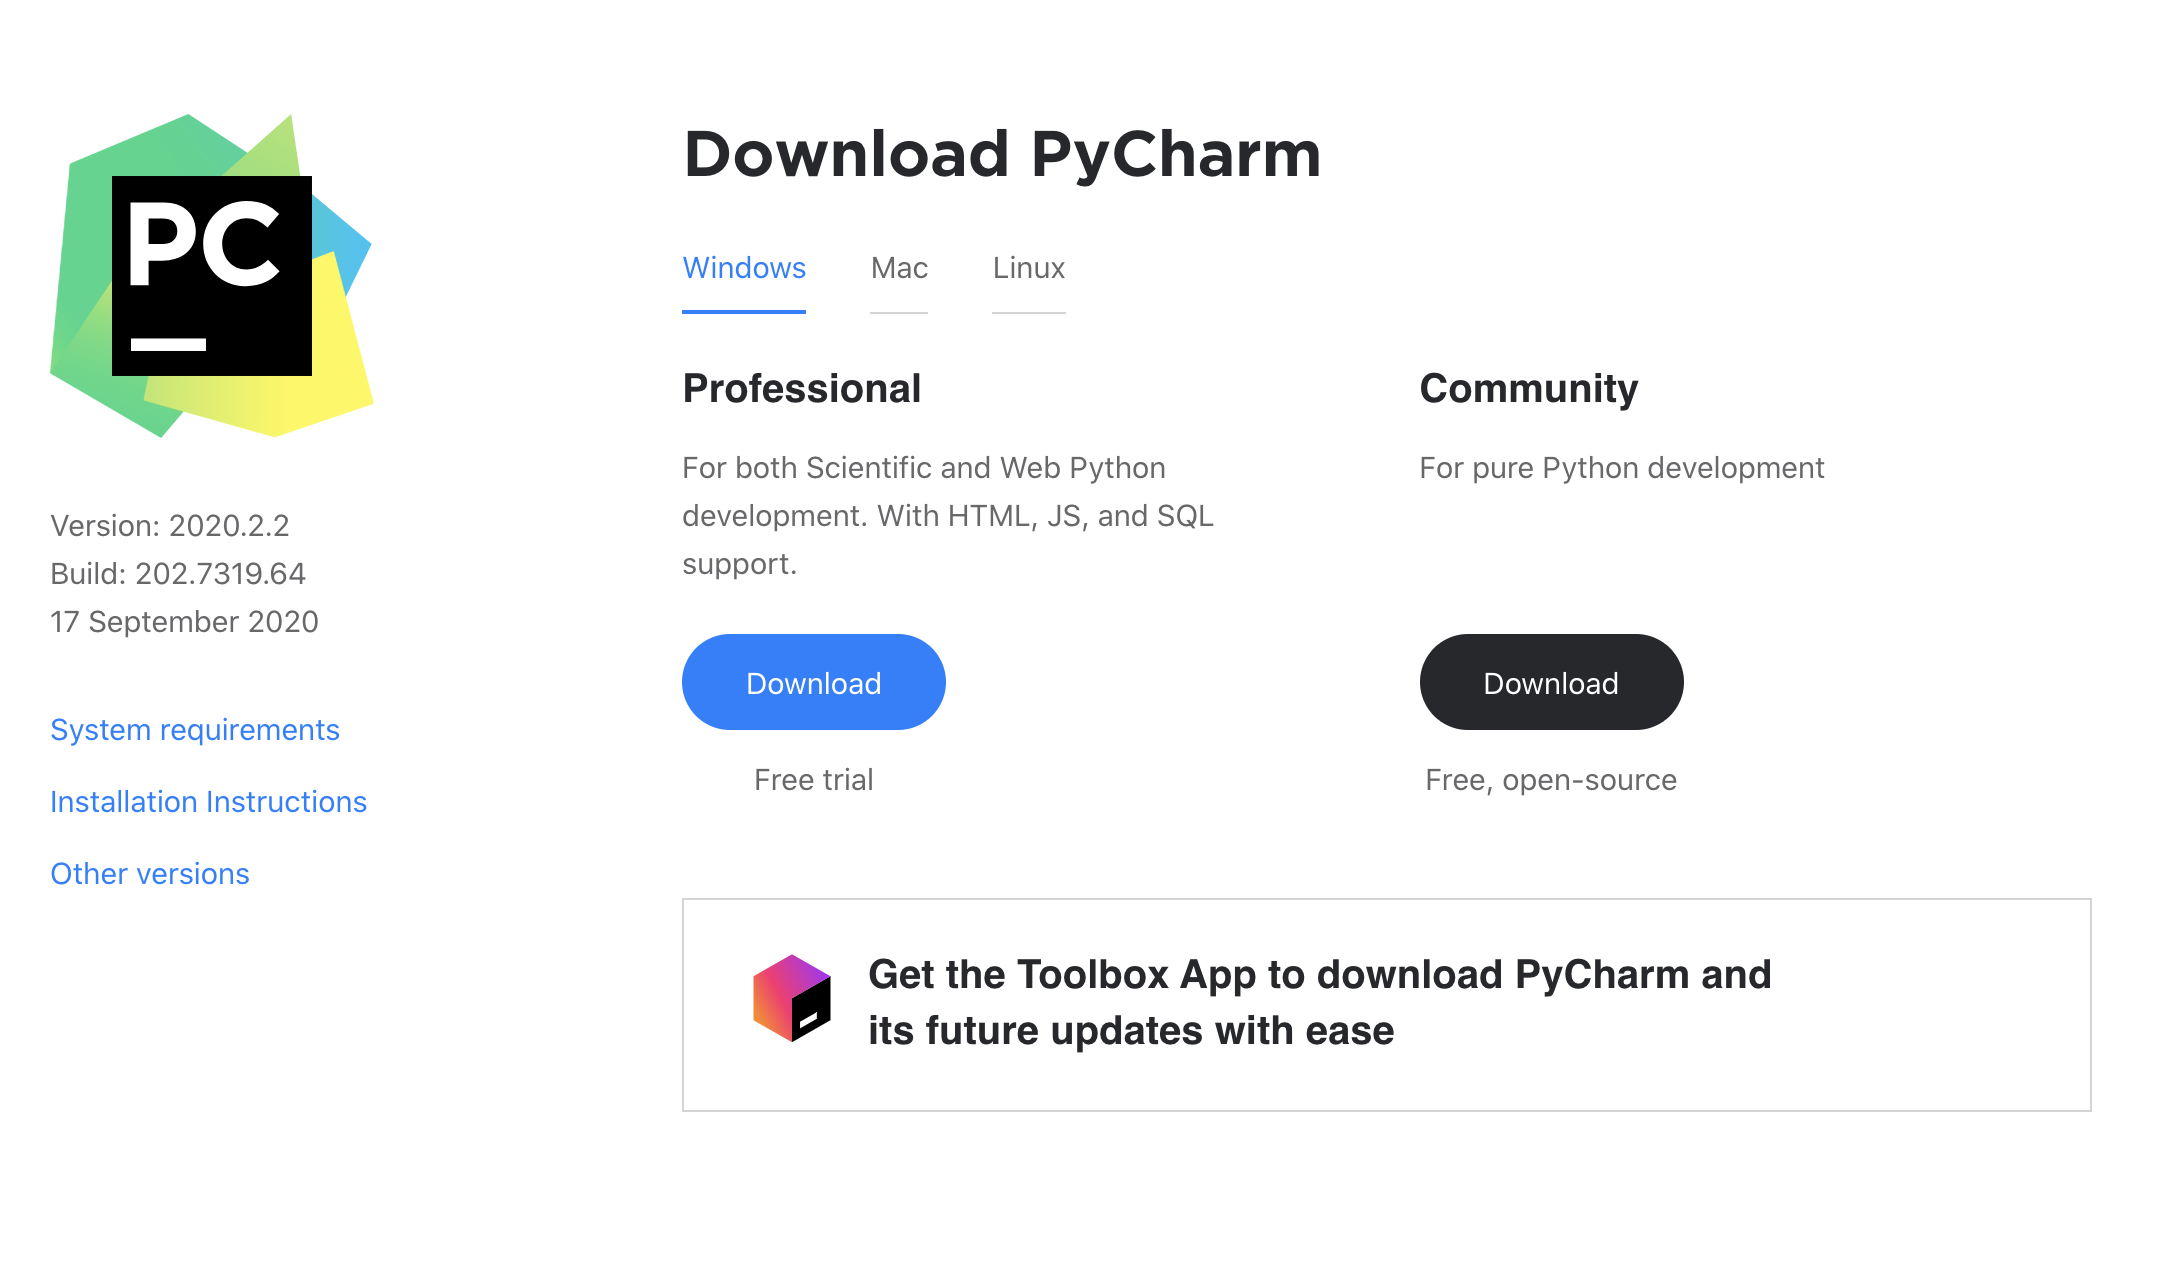 PC
Version: 2020.2.2
Build: 202.7319.64
17 September 2020
System requirements
Installation Instructions
Other versions
Download PyCharm
Windows
Mac
Linux
Professional
For both Scientific and Web Python
development. With HTML, JS, and SQL
support.
Download
Free trial
Community
For pure Python development
Download
Free, open-source
Get the Toolbox App to download PyCharm and
its future updates with ease